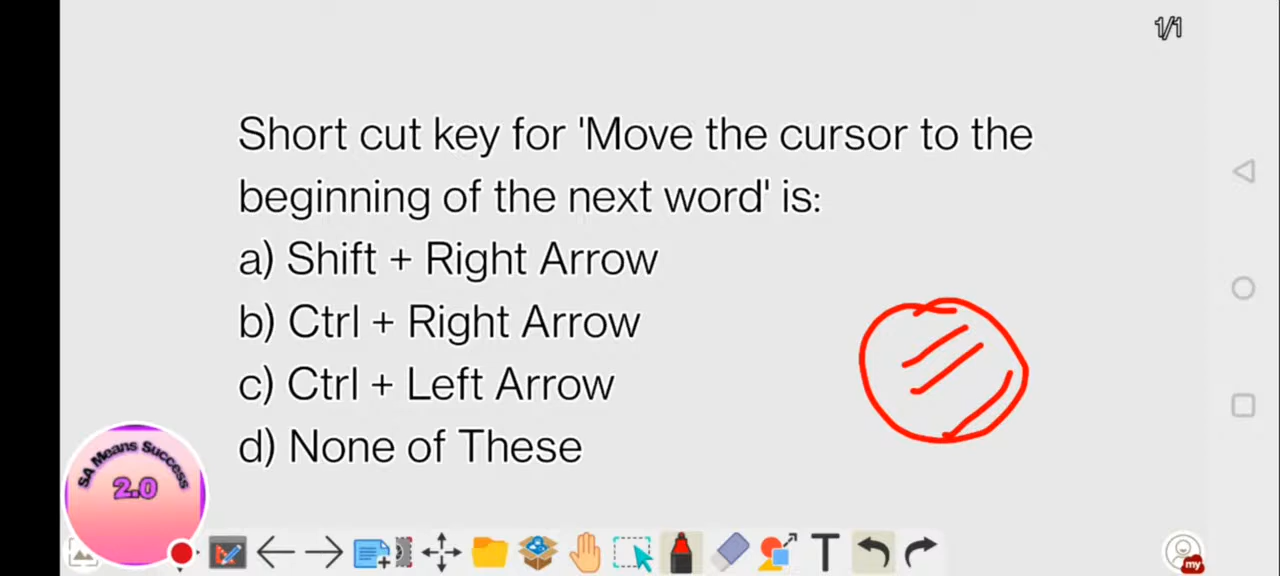 1/1
Short cut key for 'Move the cursor to the
beginning of the next word' is:
a) Shift + Right Arrow
b) Ctrl + Right Arrow
c) Ctrl + Left Arrow
d) None of These
SA Means Success
2.0
T
my